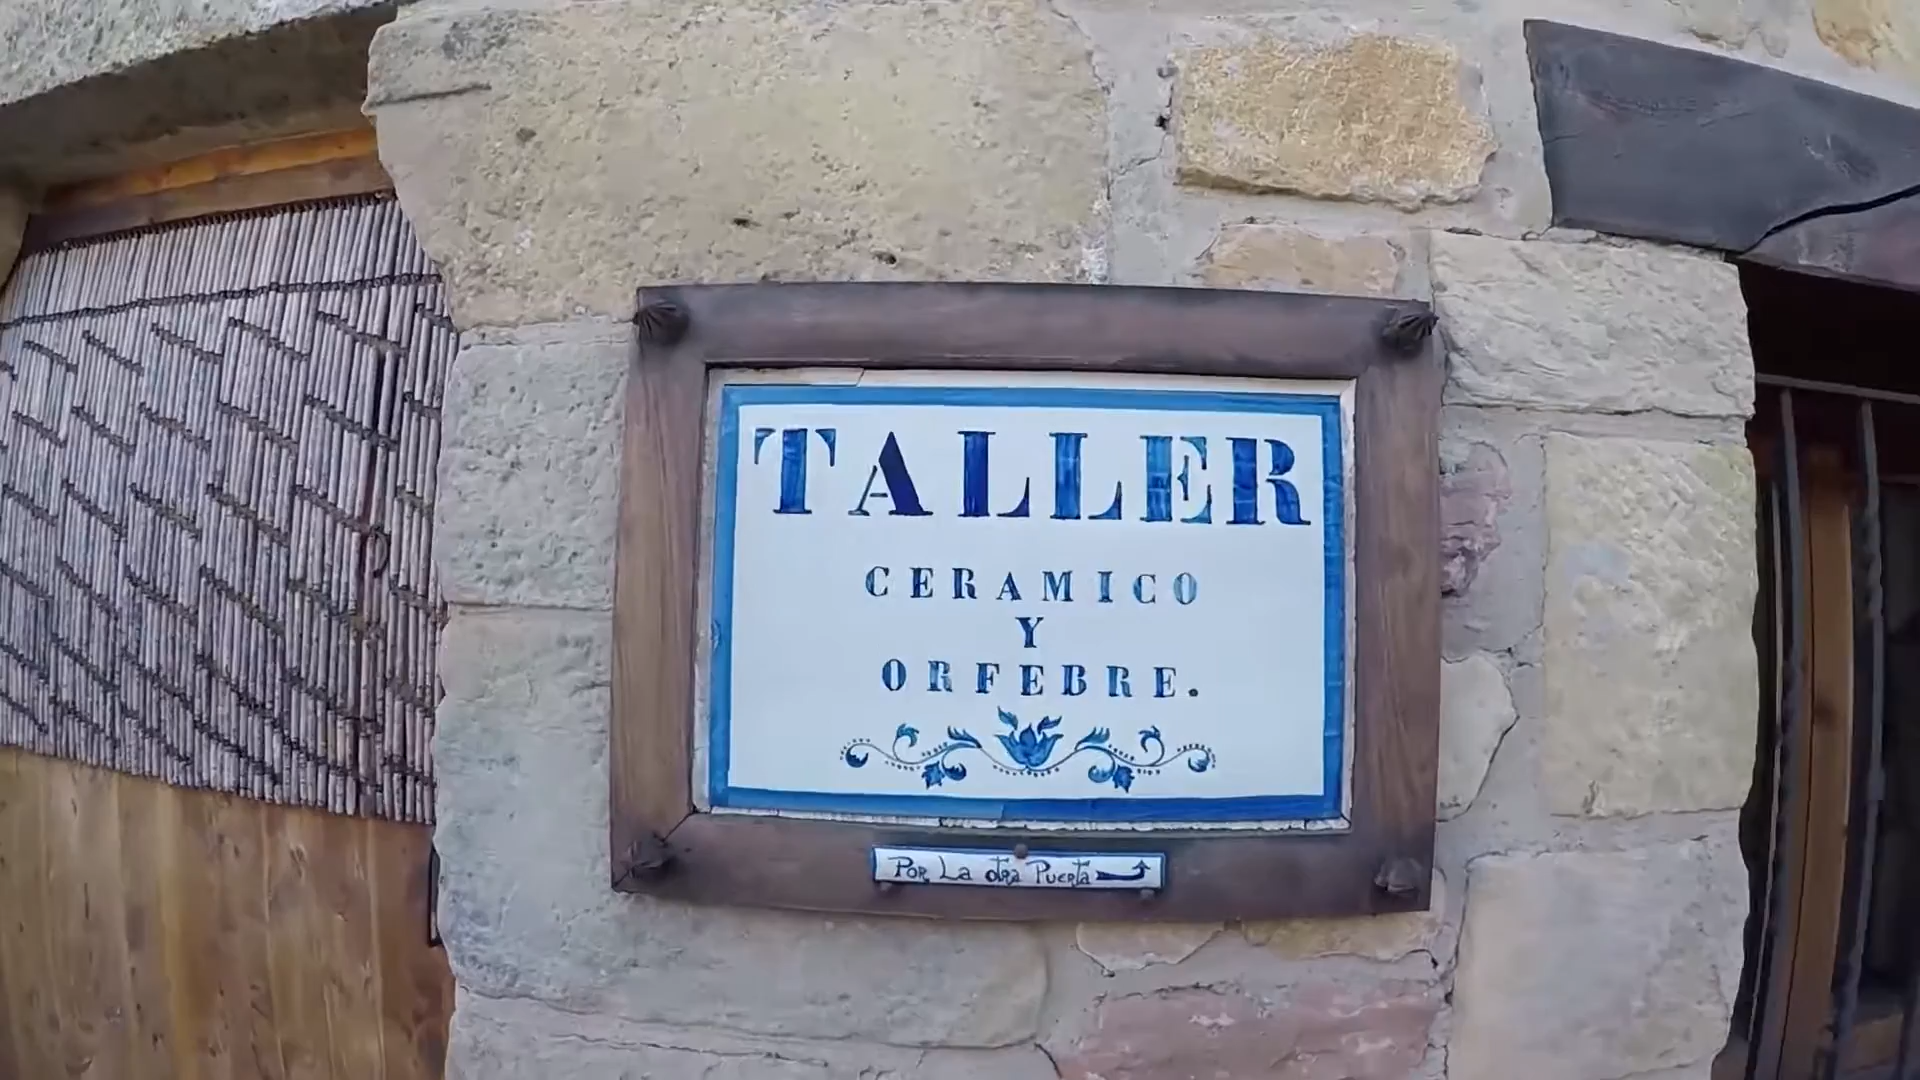 TALLER
CERAMICO
Y
ORFEBRE.
Por La otra Puerta